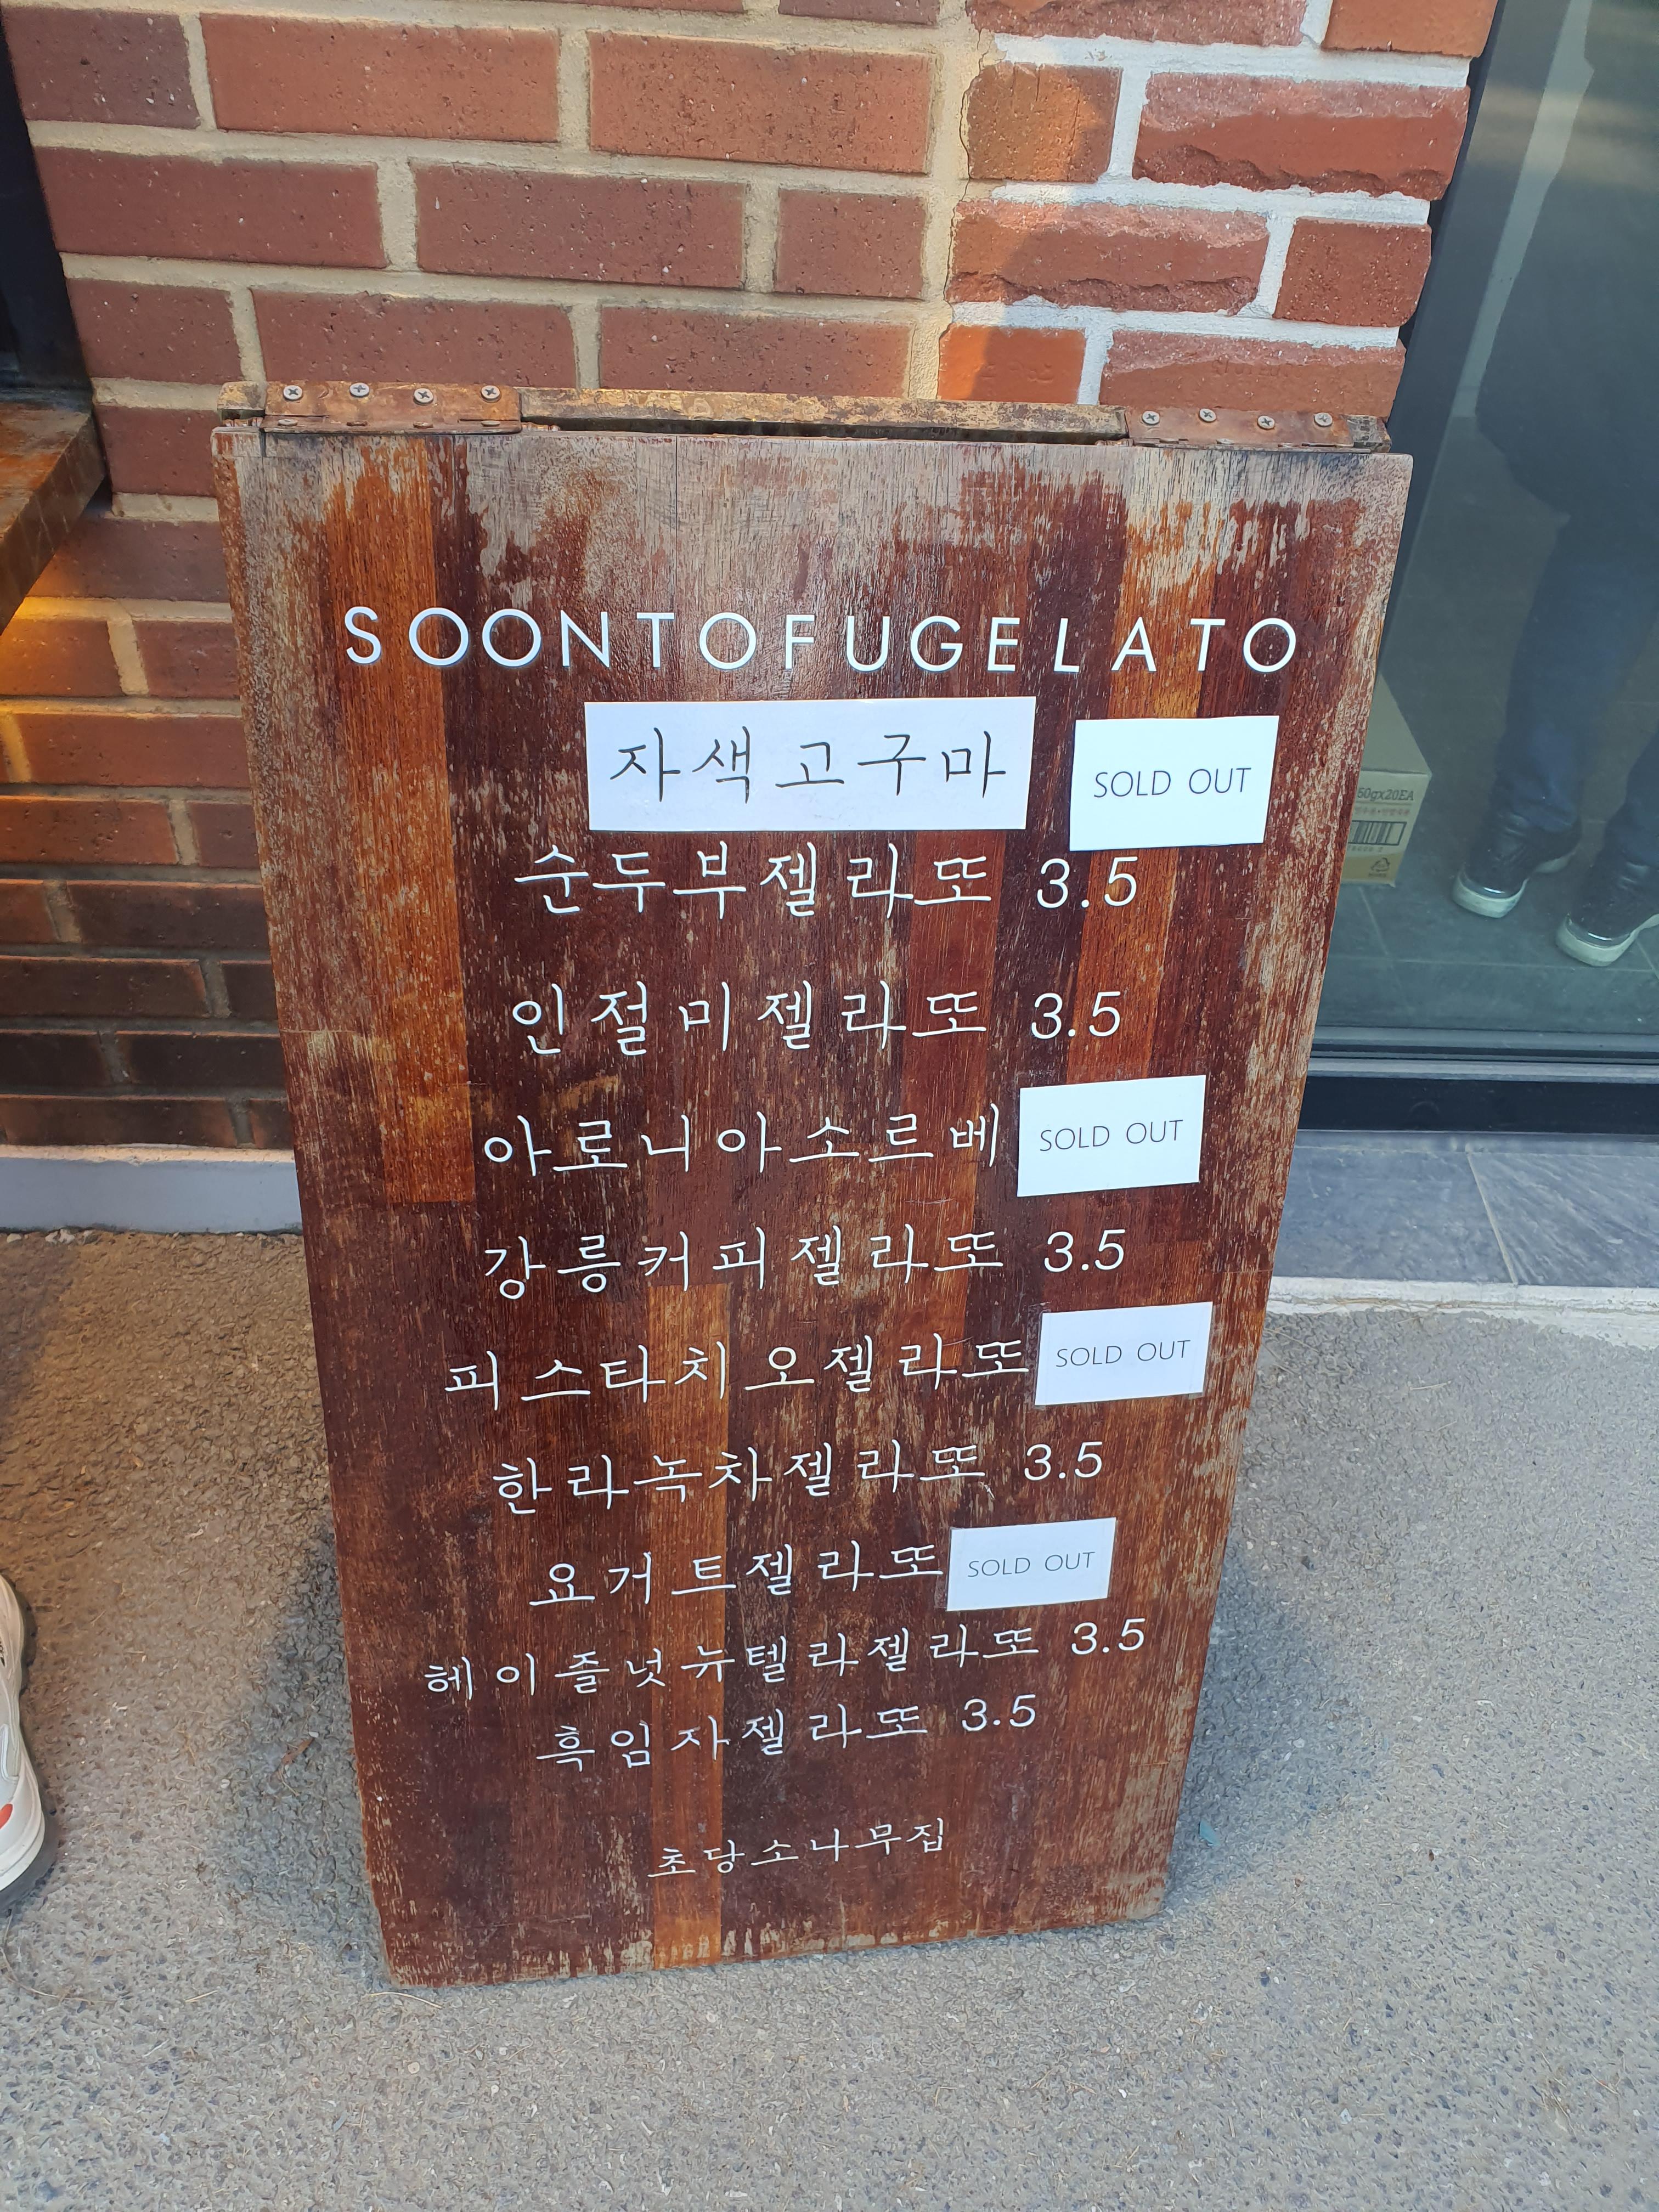 SOONTOFUGELATO
자색고구마 SOLD OUT
순두부젤라또 3.5
인절미젤라또 3.5
아로니아소르베 SOLD OUT
강릉커피젤라또 3.5
피스타치오젤라또 SOLD OUT
한라녹차젤라또 3.5
요거트젤라또 SOLD OUT
헤이즐넛뉴텔라젤라또 3.5
흑임자젤라또 3.5
초당소나무집
50gx20EA